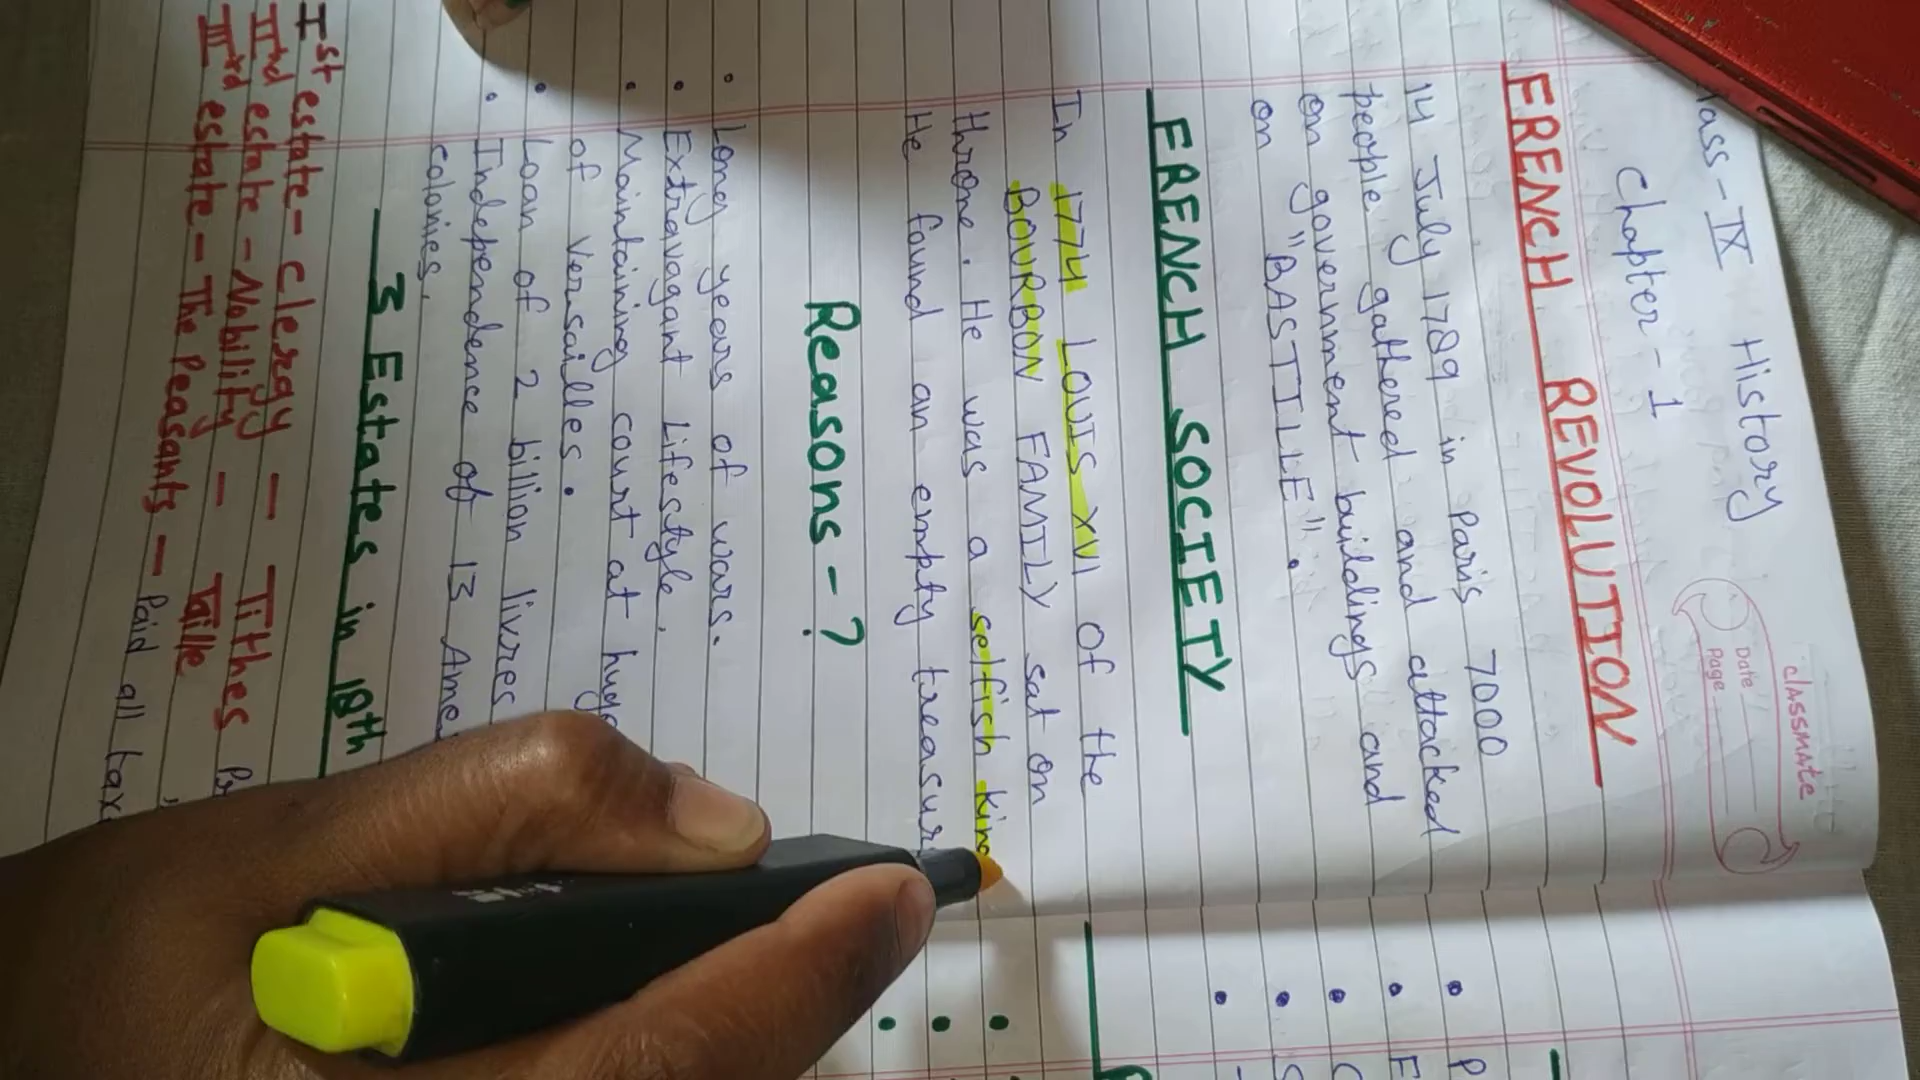 classmate
Date
Page
ass-IX History
Chapter-1
FRENCH REVOLUTION
14 July 1789 in Paris 7000
people gathered and attacked
on government buildings and
on "BASTILLE".
FRENCH SOCIETY
In 1774 LOUIS XVI of the
BOURBON FAMILY sat on
throne. He was a selfish king
He found an empty treasur
Reasons-?
• Long years of wars.
• Extravagant Lifestyle.
• Maintaining court at huge
of Versailles.
• Loan of 2 billion livres
• Independence of 13 Ame
colonies.
3 Estates in 18th
Ist estate - Clergy - Tithes
IInd estate - Nobility - Taille
IIIrd estate - The Peasants - Paid all tax